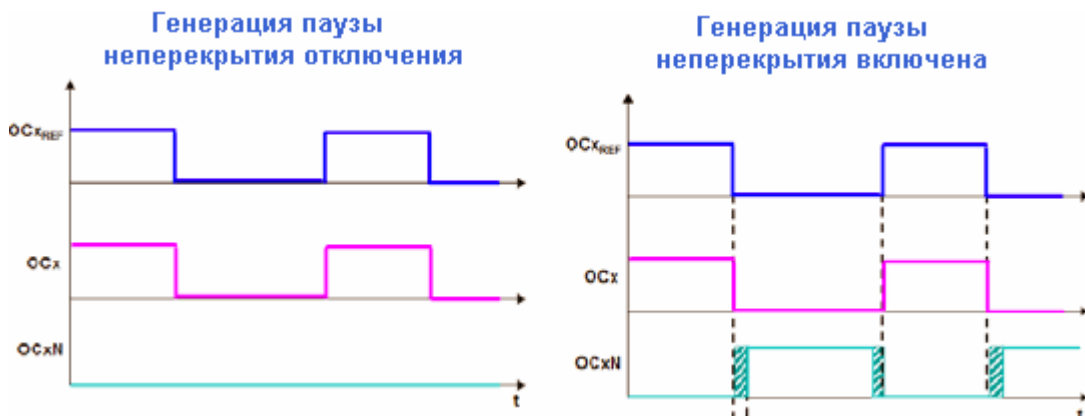 Генерация паузы
неперекрытия отключения
OCxREF
OCx
OCxN
t
Генерация паузы
неперекрытия включена
OCxREF
OCx
OCxN